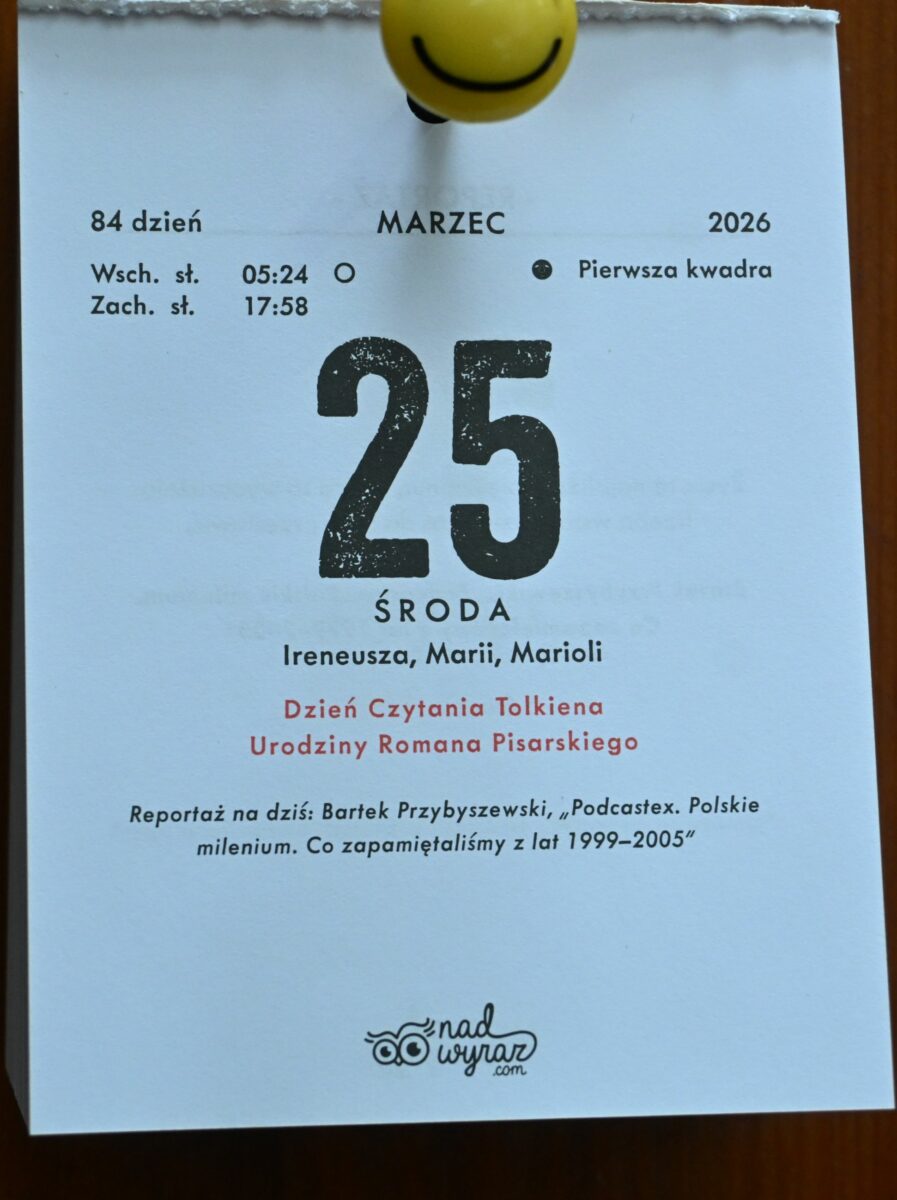 84 dzień MARZEC 2026
Wsch. sł. 05:24 Pierwsza kwadra
Zach. sł. 17:58
25
ŚRODA
Ireneusza, Marii, Marioli
Dzień Czytania Tolkiena
Urodziny Romana Pisarskiego
Reportaż na dziś: Bartek Przybyszewski, „Podcastex. Polskie
milenium. Co zapamiętaliśmy z lat 1999–2005”
nad
wyraz
.com